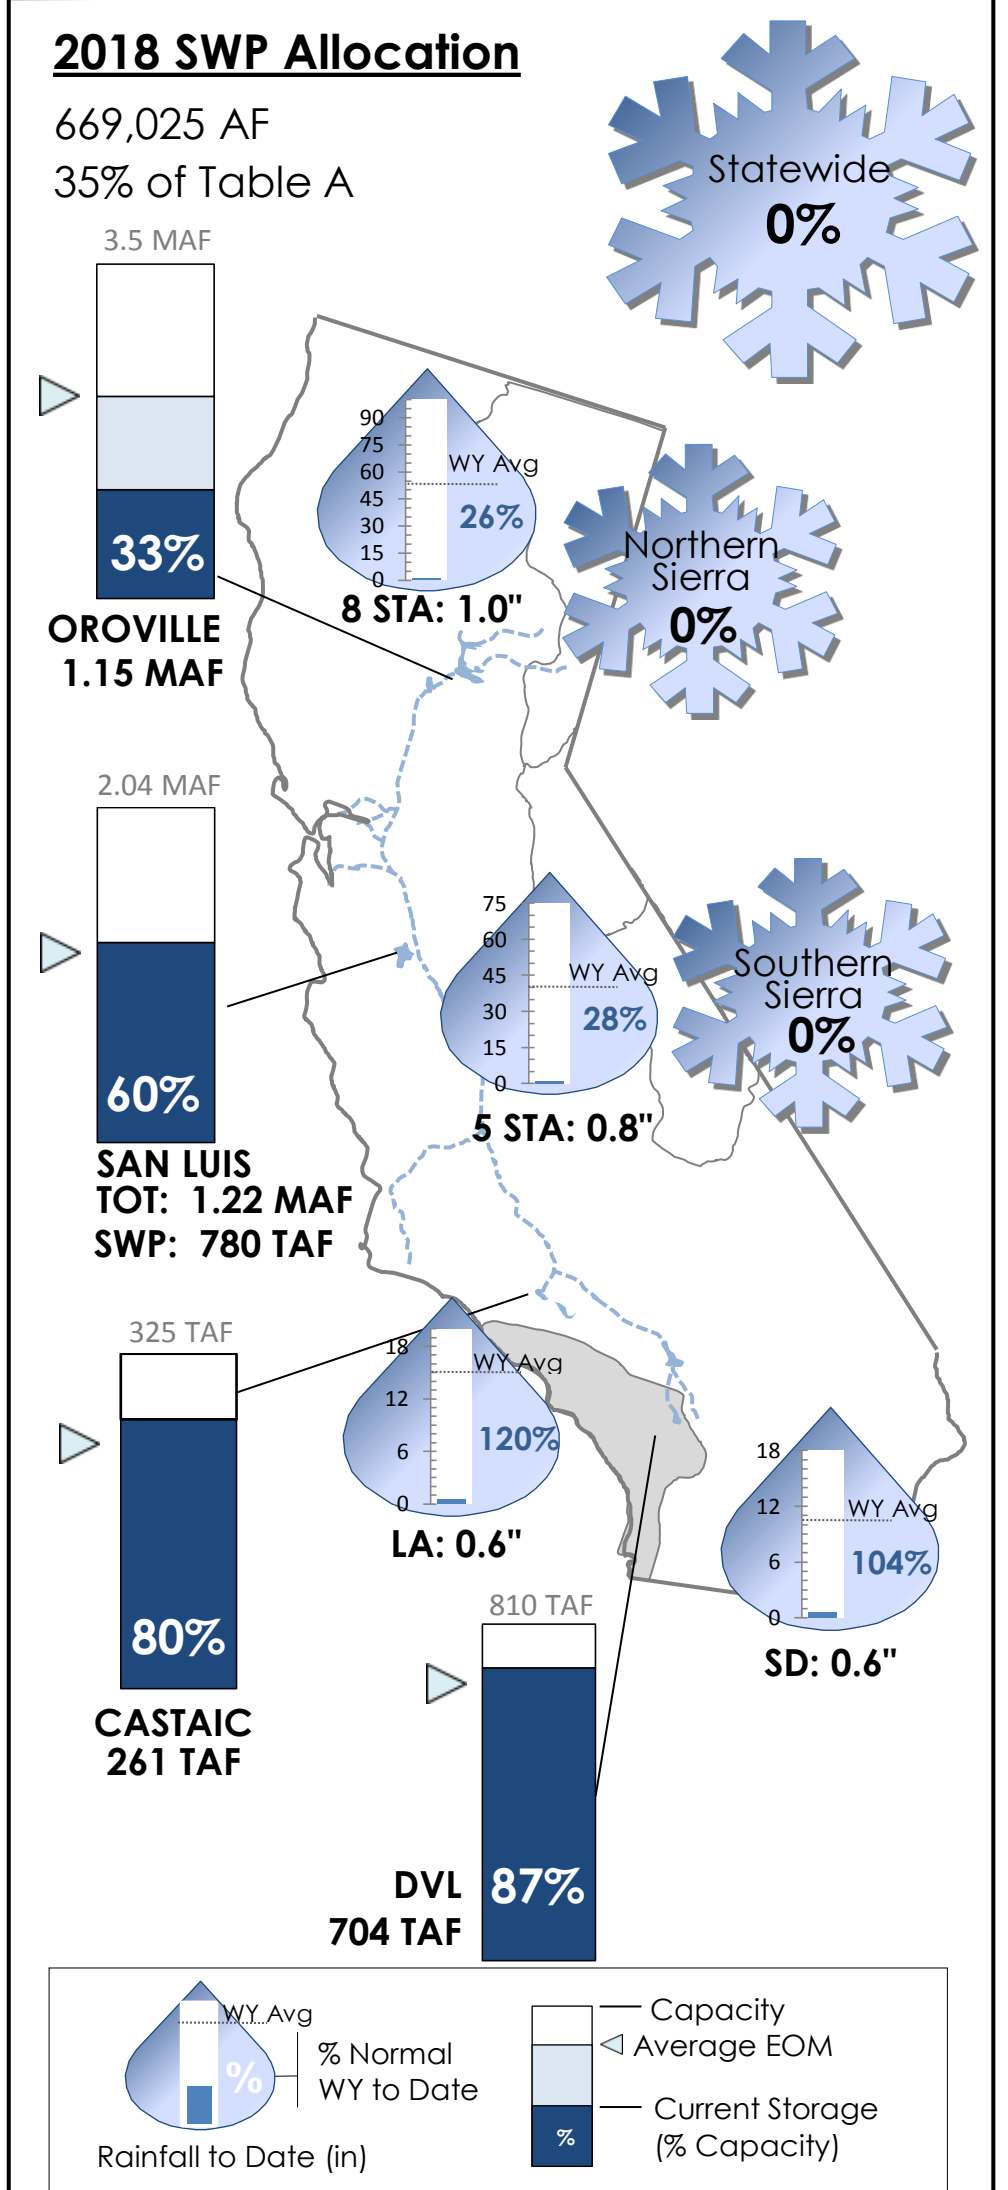 2018 SWP Allocation
669,025 AF
35% of Table A
Statewide
0%
3.5 MAF
33%
OROVILLE
1.15 MAF
90
75
60
45
30
15
0
WY Avg
26%
8 STA: 1.0"
Northern
Sierra
0%
2.04 MAF
60%
SAN LUIS
TOT: 1.22 MAF
SWP: 780 TAF
75
60
45
30
15
0
WY Avg
28%
5 STA: 0.8"
Southern
Sierra
0%
325 TAF
80%
CASTAIC
261 TAF
18
12
6
0
WY Avg
120%
LA: 0.6"
18
12
6
0
WY Avg
104%
SD: 0.6"
810 TAF
87%
DVL
704 TAF
WY Avg
%
% Normal
WY to Date
Rainfall to Date (in)
Capacity
Average EOM
Current Storage
(% Capacity)
%